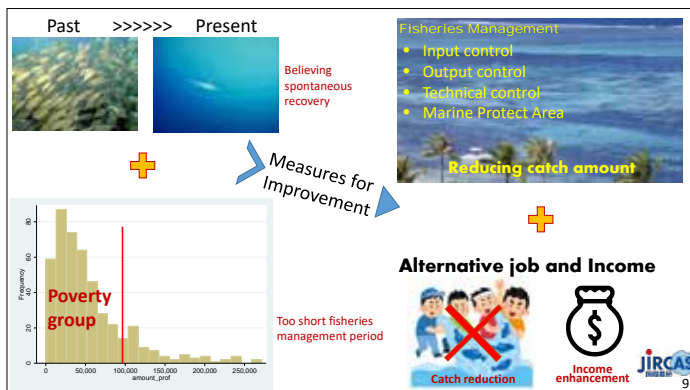 Past >>>>>> Present
Believing
spontaneous
recovery
Fisheries Management
• Input control
• Output control
• Technical control
• Marine Protect Area
Reducing catch amount
Measures for
Improvement
Frequency
80
60
40
20
0
Poverty
group
0
50,000
100,000
150,000
200,000
250,000
amount_prof
Too short fisheries
management period
Alternative job and Income
Catch reduction
$
Income
enhancement
JIRCAS